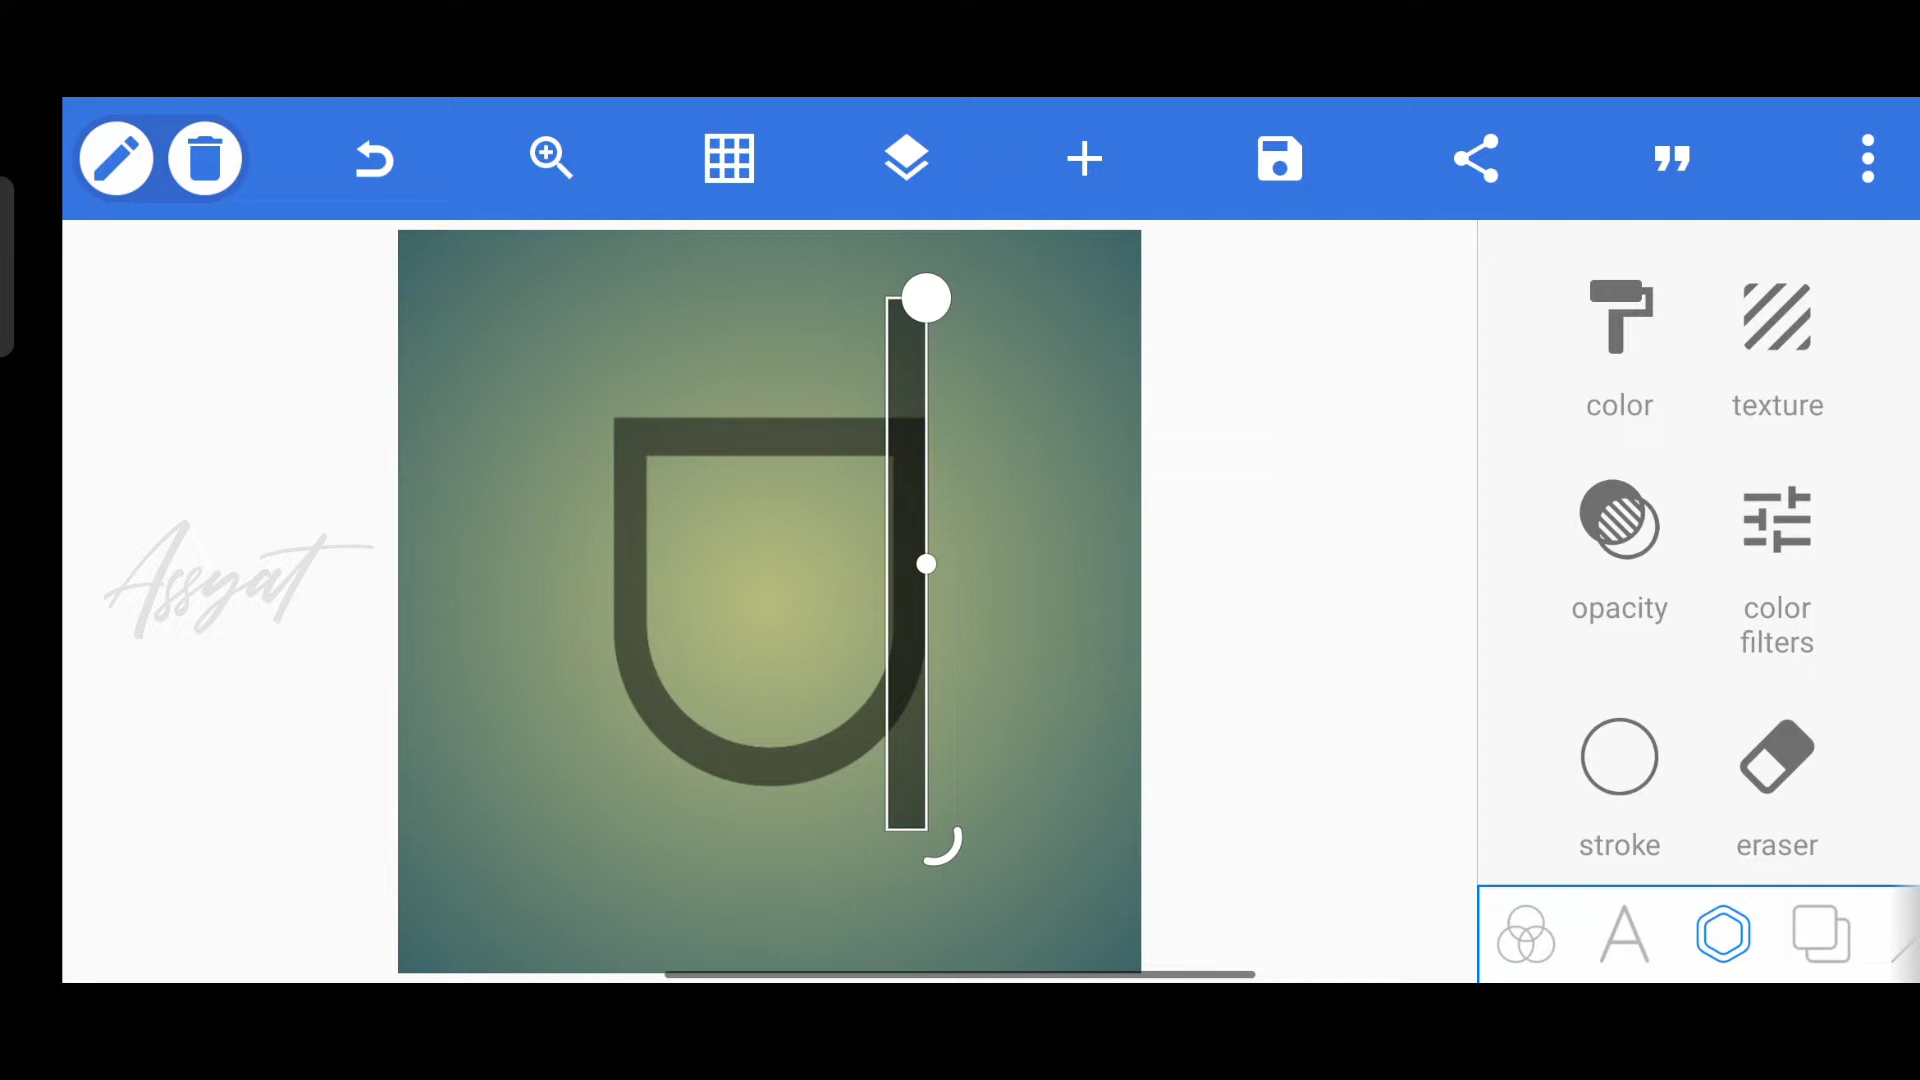 color
texture
opacity
color
filters
stroke
eraser
Assyat